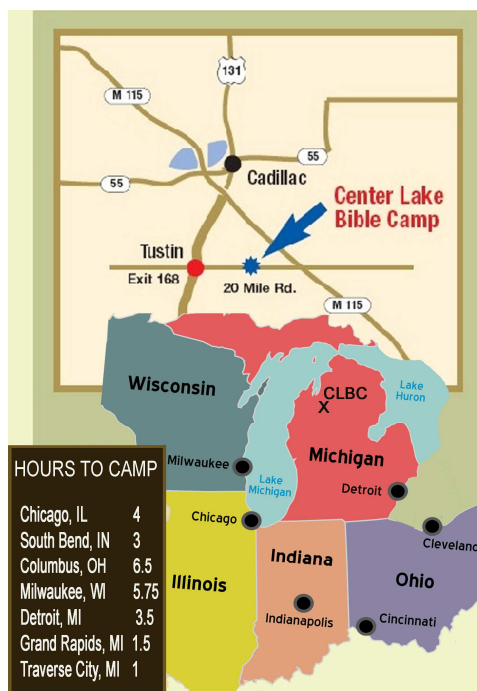 131
M 115
55
Cadillac
55
Center Lake
Bible Camp
Tustin
Exit 168
20 Mile Rd.
M 115
Wisconsin
CLBC
X
Lake
Huron
Michigan
Milwaukee
Lake
Michigan
Detroit
Chicago
Cleveland
Indiana
Illinois
Ohio
Indianapolis
Cincinnati
HOURS TO CAMP
Chicago, IL 4
South Bend, IN 3
Columbus, OH 6.5
Milwaukee, WI 5.75
Detroit, MI 3.5
Grand Rapids, MI 1.5
Traverse City, MI 1